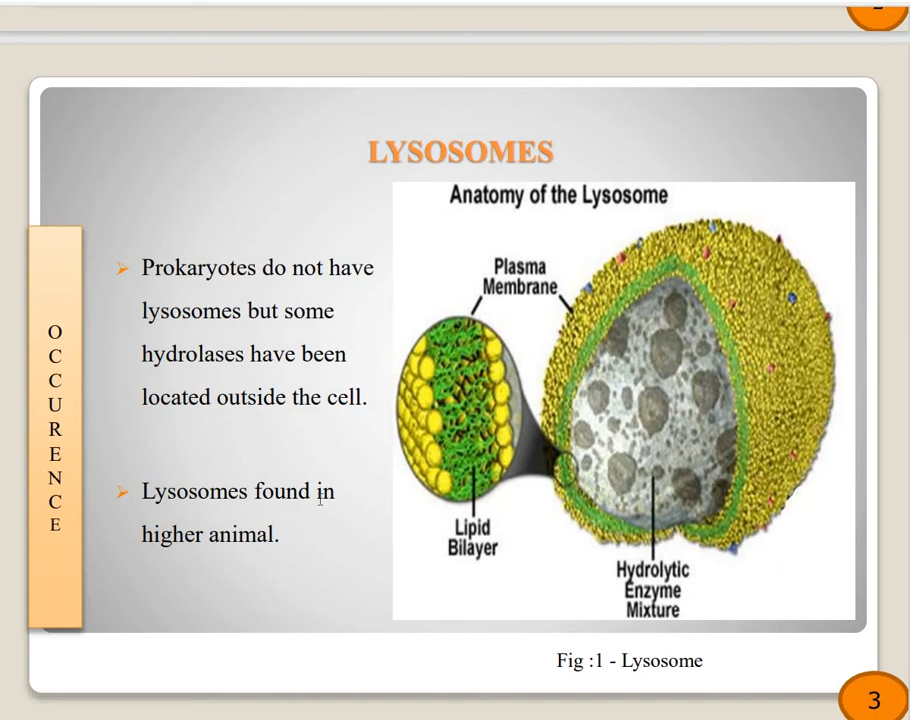 LYSOSOMES
Anatomy of the Lysosome
O
C
C
U
R
E
N
C
E
➢ Prokaryotes do not have
lysosomes but some
hydrolases have been
located outside the cell.
➢ Lysosomes found in
higher animal.
Plasma
Membrane
Lipid
Bilayer
Hydrolytic
Enzyme
Mixture
Fig :1 - Lysosome
3